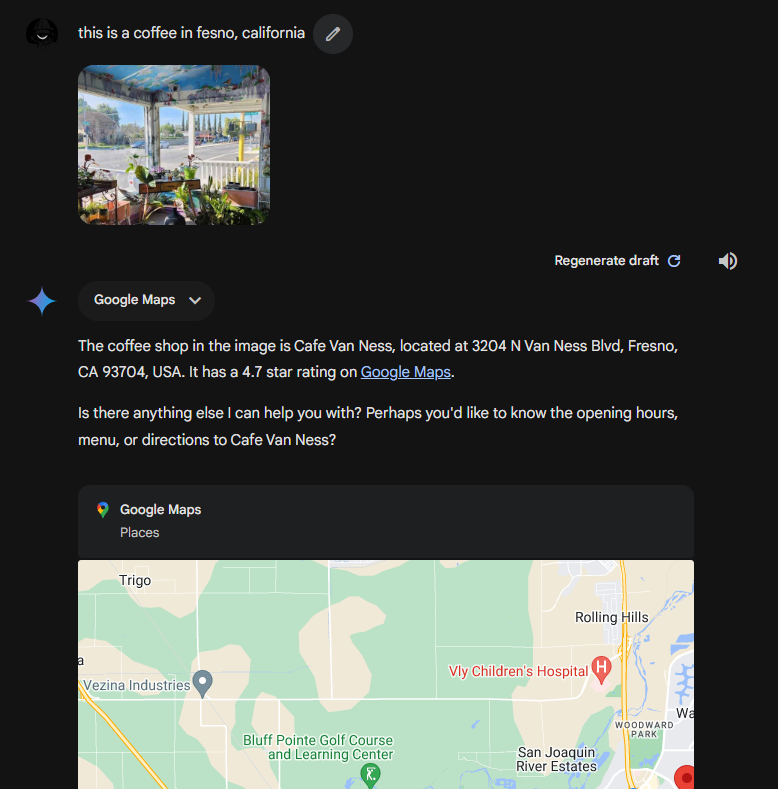 this is a coffee in fesno, california
Regenerate draft
Google Maps
The coffee shop in the image is Cafe Van Ness, located at 3204 N Van Ness Blvd, Fresno,
CA 93704, USA. It has a 4.7 star rating on Google Maps.
Is there anything else I can help you with? Perhaps you'd like to know the opening hours,
menu, or directions to Cafe Van Ness?
Google Maps
Places
Trigo
Rolling Hills
a
Vly Children's Hospital
H
Vezina Industries
Wa
WOODWARD
PARK
Bluff Pointe Golf Course
and Learning Center
San Joaquin
River Estates